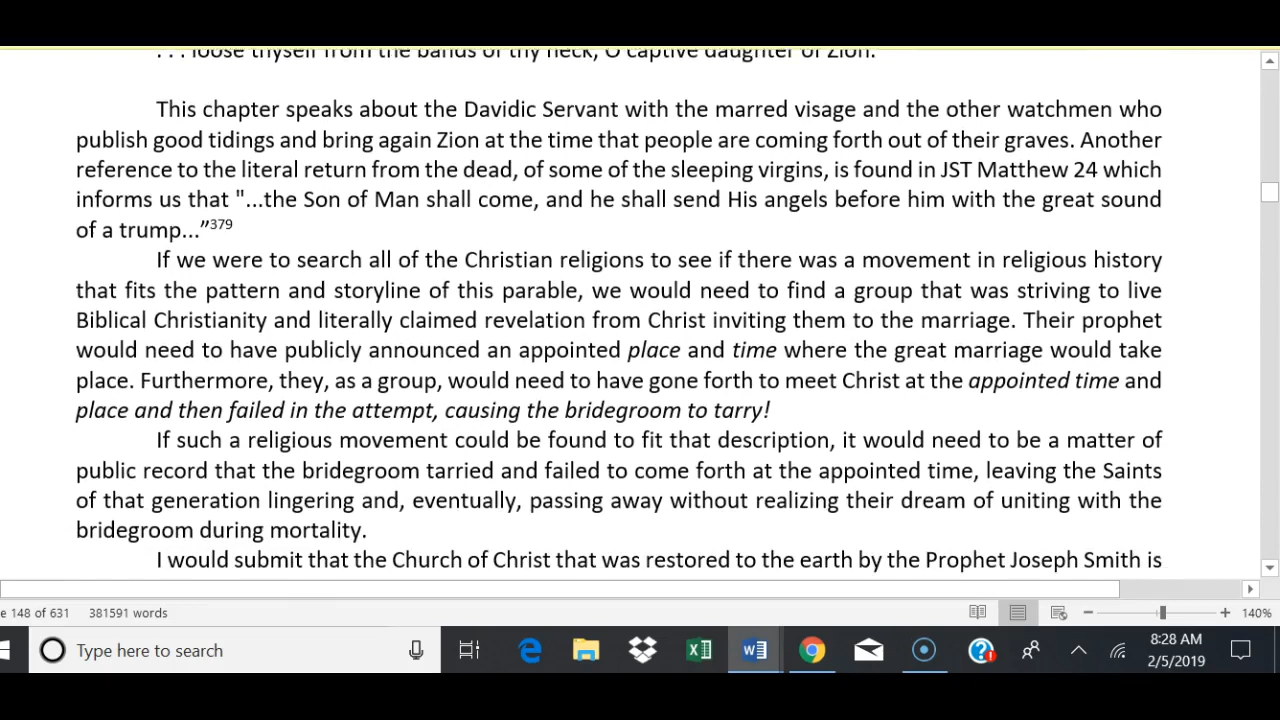 . . . loose thyself from the bands of thy neck, O captive daughter of Zion.
This chapter speaks about the Davidic Servant with the marred visage and the other watchmen who
publish good tidings and bring again Zion at the time that people are coming forth out of their graves. Another
reference to the literal return from the dead, of some of the sleeping virgins, is found in JST Matthew 24 which
informs us that "...the Son of Man shall come, and he shall send His angels before him with the great sound
of a trump...”379
If we were to search all of the Christian religions to see if there was a movement in religious history
that fits the pattern and storyline of this parable, we would need to find a group that was striving to live
Biblical Christianity and literally claimed revelation from Christ inviting them to the marriage. Their prophet
would need to have publicly announced an appointed place and time where the great marriage would take
place. Furthermore, they, as a group, would need to have gone forth to meet Christ at the appointed time and
place and then failed in the attempt, causing the bridegroom to tarry!
If such a religious movement could be found to fit that description, it would need to be a matter of
public record that the bridegroom tarried and failed to come forth at the appointed time, leaving the Saints
of that generation lingering and, eventually, passing away without realizing their dream of uniting with the
bridegroom during mortality.
I would submit that the Church of Christ that was restored to the earth by the Prophet Joseph Smith is
e 148 of 631 381591 words 140%
Type here to search
8:28 AM
2/5/2019